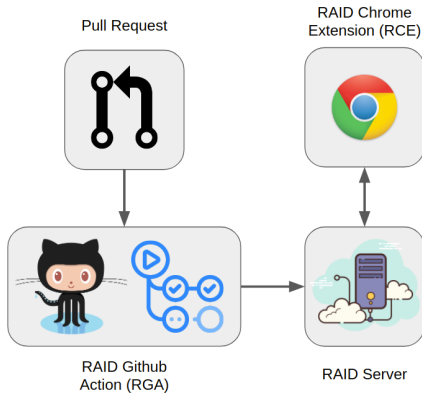 Pull Request
RAID Chrome
Extension (RCE)
RAID Github
Action (RGA)
RAID Server